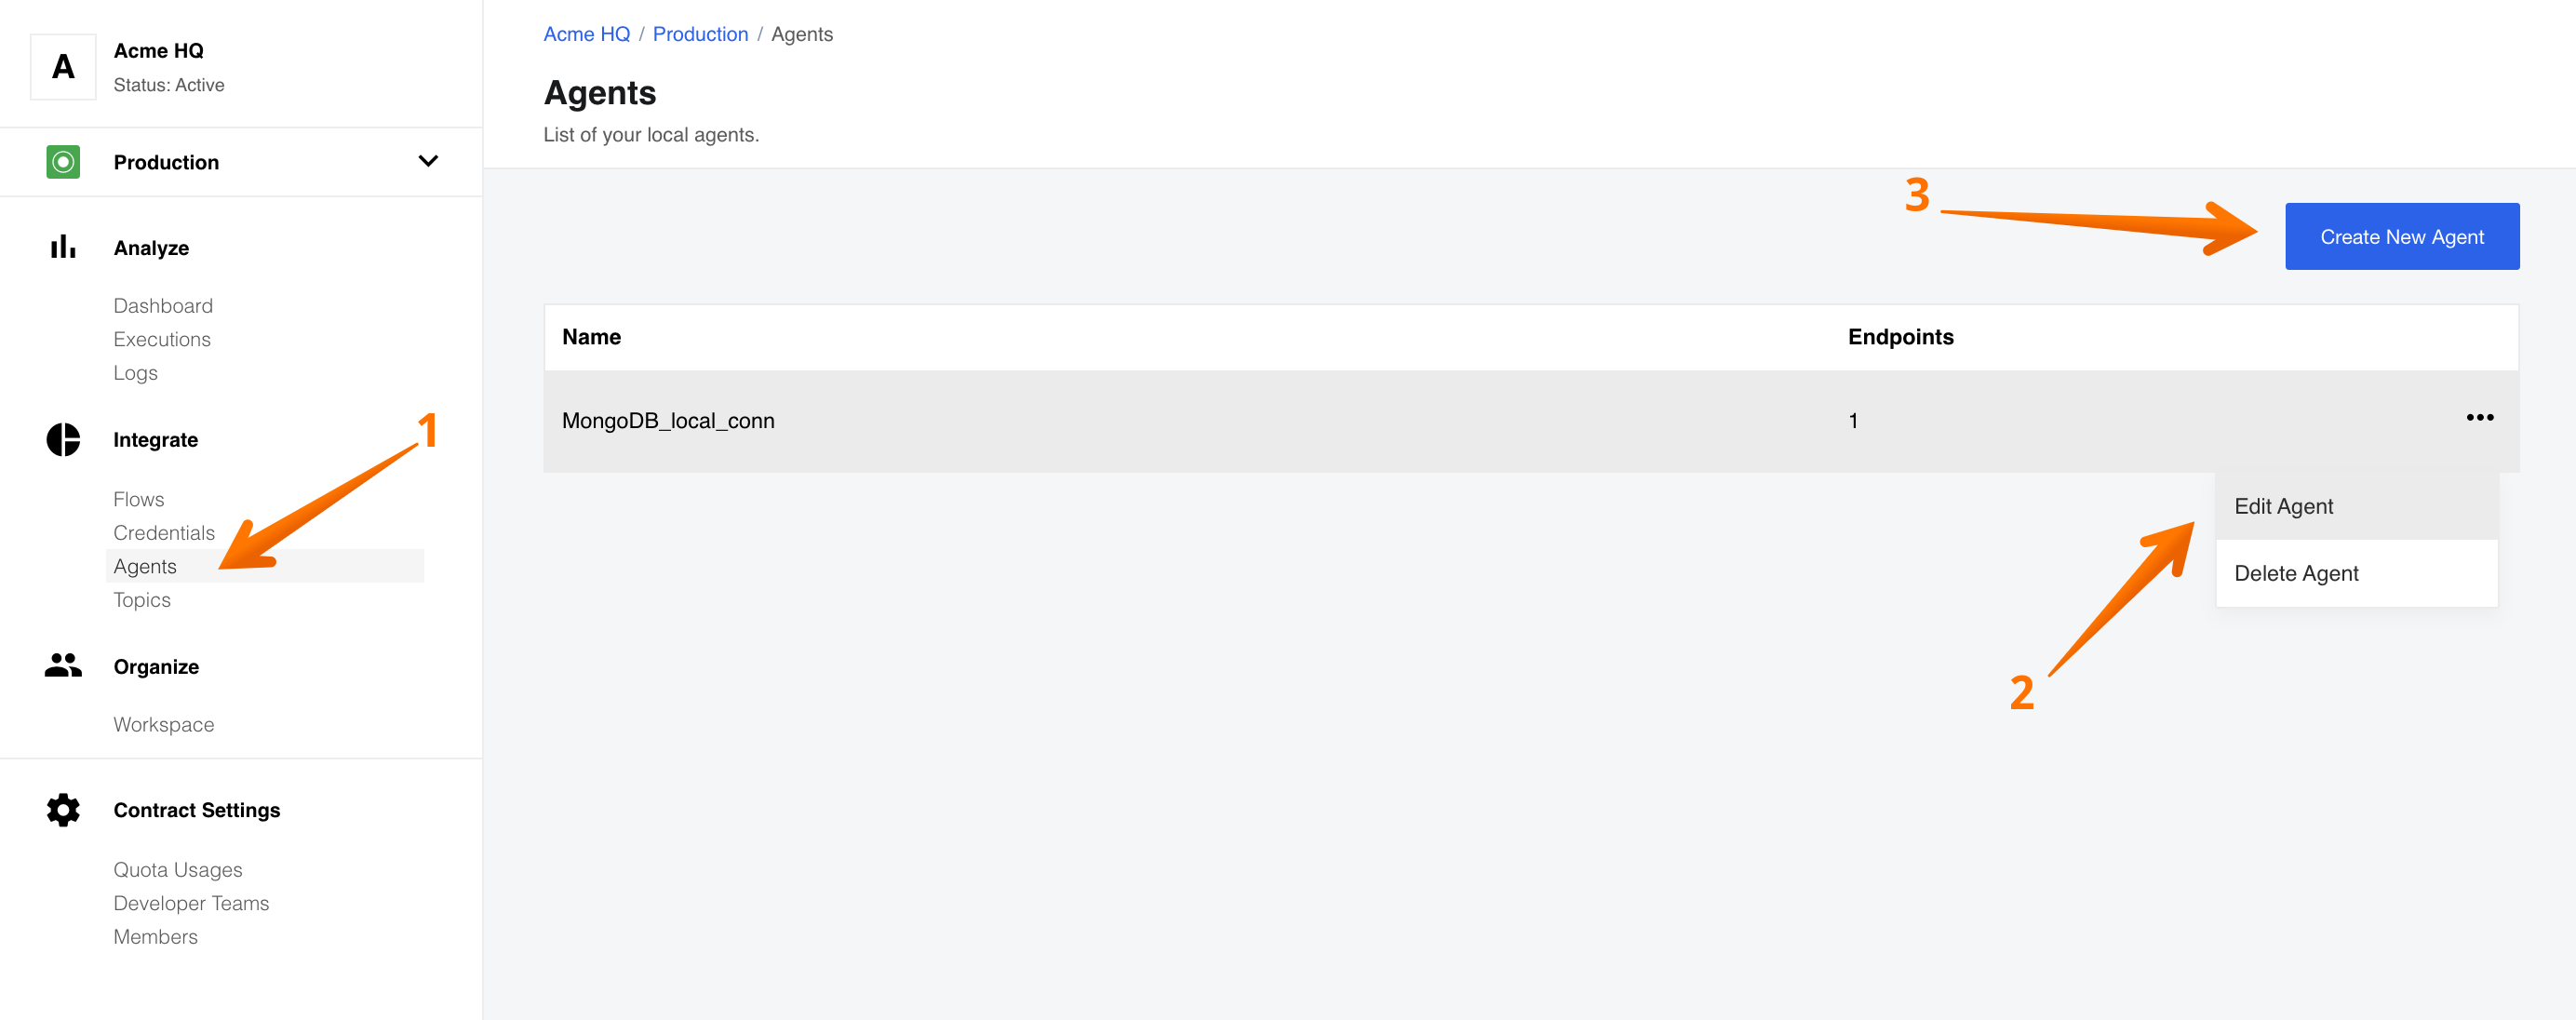 A
Acme HQ
Status: Active
Production
Analyze
Dashboard
Executions
Logs
Integrate
1
Flows
Credentials
Agents
Topics
Organize
Workspace
Contract Settings
Quota Usages
Developer Teams
Members
Acme HQ / Production / Agents
Agents
List of your local agents.
3
Create New Agent
Name Endpoints
MongoDB_local_conn 1
Edit Agent
Delete Agent
2